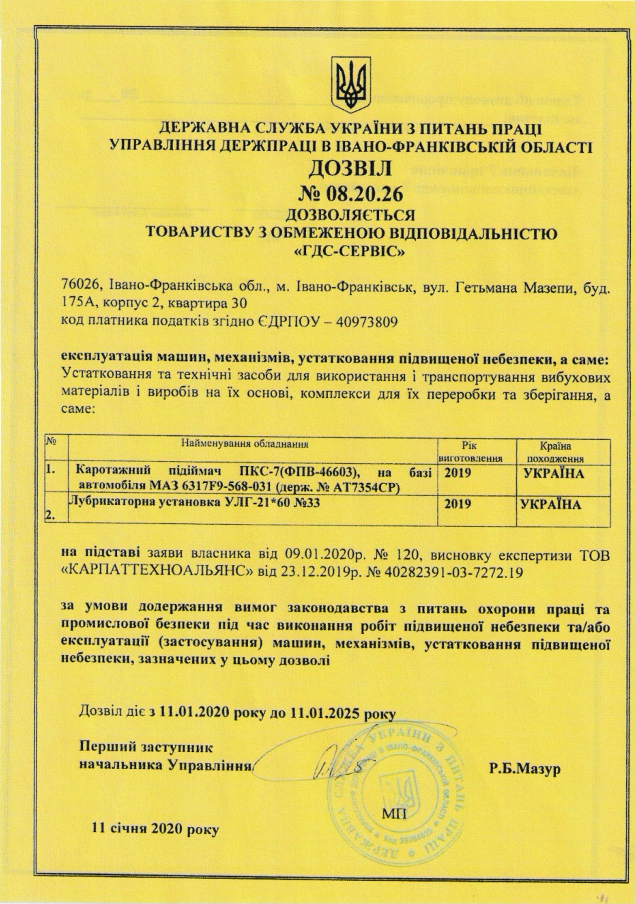 ДЕРЖАВНА СЛУЖБА УКРАЇНИ З ПИТАНЬ ПРАЦІ
УПРАВЛІННЯ ДЕРЖПРАЦІ В ІВАНО-ФРАНКІВСЬКІЙ ОБЛАСТІ
ДОЗВІЛ
№ 08.20.26
ДОЗВОЛЯЄТЬСЯ
ТОВАРИСТВУ З ОБМЕЖЕНОЮ ВІДПОВІДАЛЬНІСТЮ
«ГДС-СЕРВІС»
76026, Івано-Франківська обл., м. Івано-Франківськ, вул. Гетьмана Мазепи, буд.
175А, корпус 2, квартира 30
код платника податків згідно ЄДРПОУ – 40973809
експлуатація машин, механізмів, устатковання підвищеної небезпеки, а саме:
Устатковання та технічні засоби для використання і транспортування вибухових
матеріалів і виробів на їх основі, комплекси для їх переробки та зберігання, а
саме:
№ Найменування обладнання Рік виготовлення Країна походження
1. Каротажний підіймач ПКС-7(ФПВ-46603), на базі 2019 УКРАЇНА
автомобіля МАЗ 6317F9-568-031 (держ. № АТ7354СР)
Лубрикаторна установка УЛГ-21*60 №33 2019 УКРАЇНА
2.
на підставі заяви власника від 09.01.2020р. № 120, висновку експертизи ТОВ
«КАРПАТТЕХНОАЛЬЯНС» від 23.12.2019р. № 40282391-03-7272.19
за умови додержання вимог законодавства з питань охорони праці та
промислової безпеки під час виконання робіт підвищеної небезпеки та/або
експлуатації (застосування) машин, механізмів, устатковання підвищеної
небезпеки, зазначених у цьому дозволі
Дозвіл діє з 11.01.2020 року до 11.01.2025 року
Перший заступник
начальника Управління
Р.Б.Мазур
МП
11 січня 2020 року